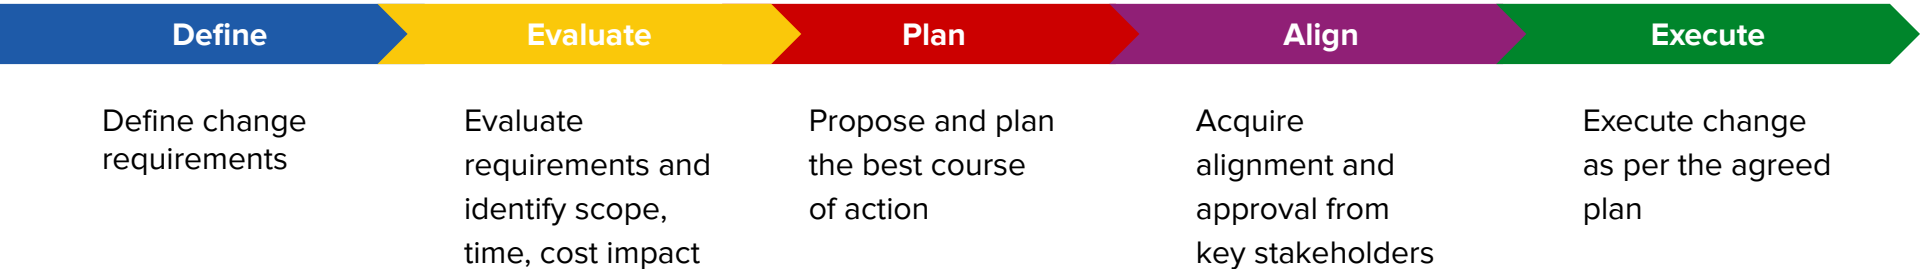 Define
Evaluate
Plan
Align
Execute
Define change
requirements
Evaluate
requirements and
identify scope,
time, cost impact
Propose and plan
the best course
of action
Acquire
alignment and
approval from
key stakeholders
Execute change
as per the agreed
plan